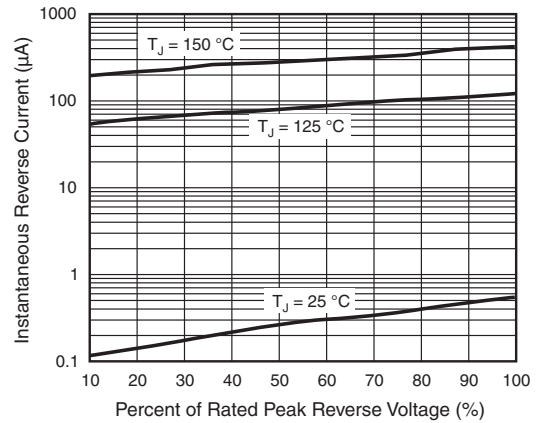 Instantaneous Reverse Current (µA)
1000
100
10
1
0.1
T_J = 150 °C
T_J = 125 °C
T_J = 25 °C
10 20 30 40 50 60 70 80 90 100
Percent of Rated Peak Reverse Voltage (%)